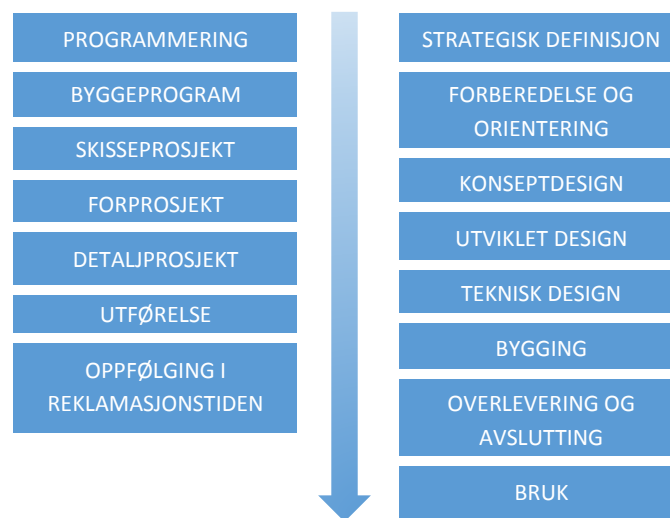 PROGRAMMERING
BYGGEPROGRAM
SKISSEPROSJEKT
FORPROSJEKT
DETALJPROSJEKT
UTFØRELSE
OPPFØLGING I
REKLAMASJONSTIDEN
STRATEGISK DEFINISJON
FORBEREDELSE OG
ORIENTERING
KONSEPTDESIGN
UTVIKLET DESIGN
TEKNISK DESIGN
BYGGING
OVERLEVERING OG
AVSLUTTING
BRUK